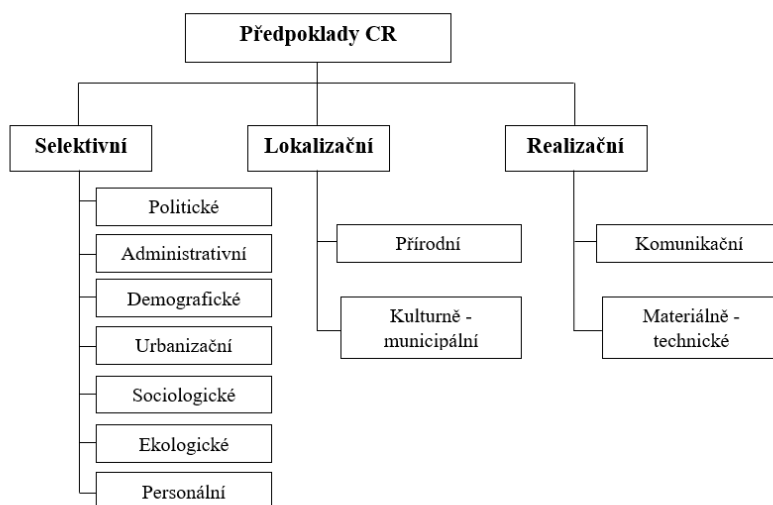 Předpoklady CR
Selektivní
Politické
Administrativní
Demografické
Urbanizační
Sociologické
Ekologické
Personální
Lokalizační
Přírodní
Kulturně -
municipální
Realizační
Komunikační
Materiálně -
technické